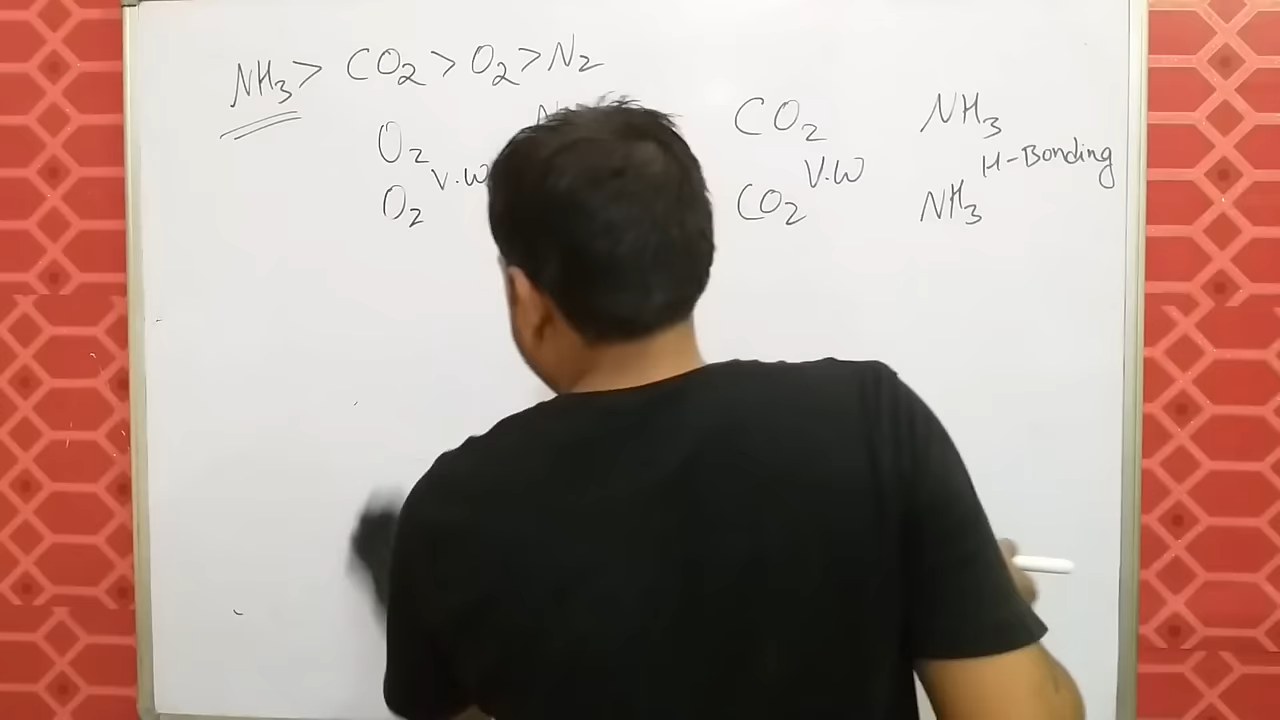 NH₃ > CO₂ > O₂ > N₂
O₂ CO₂ NH₃
V.W V.W H-Bonding
O₂ CO₂ NH₃